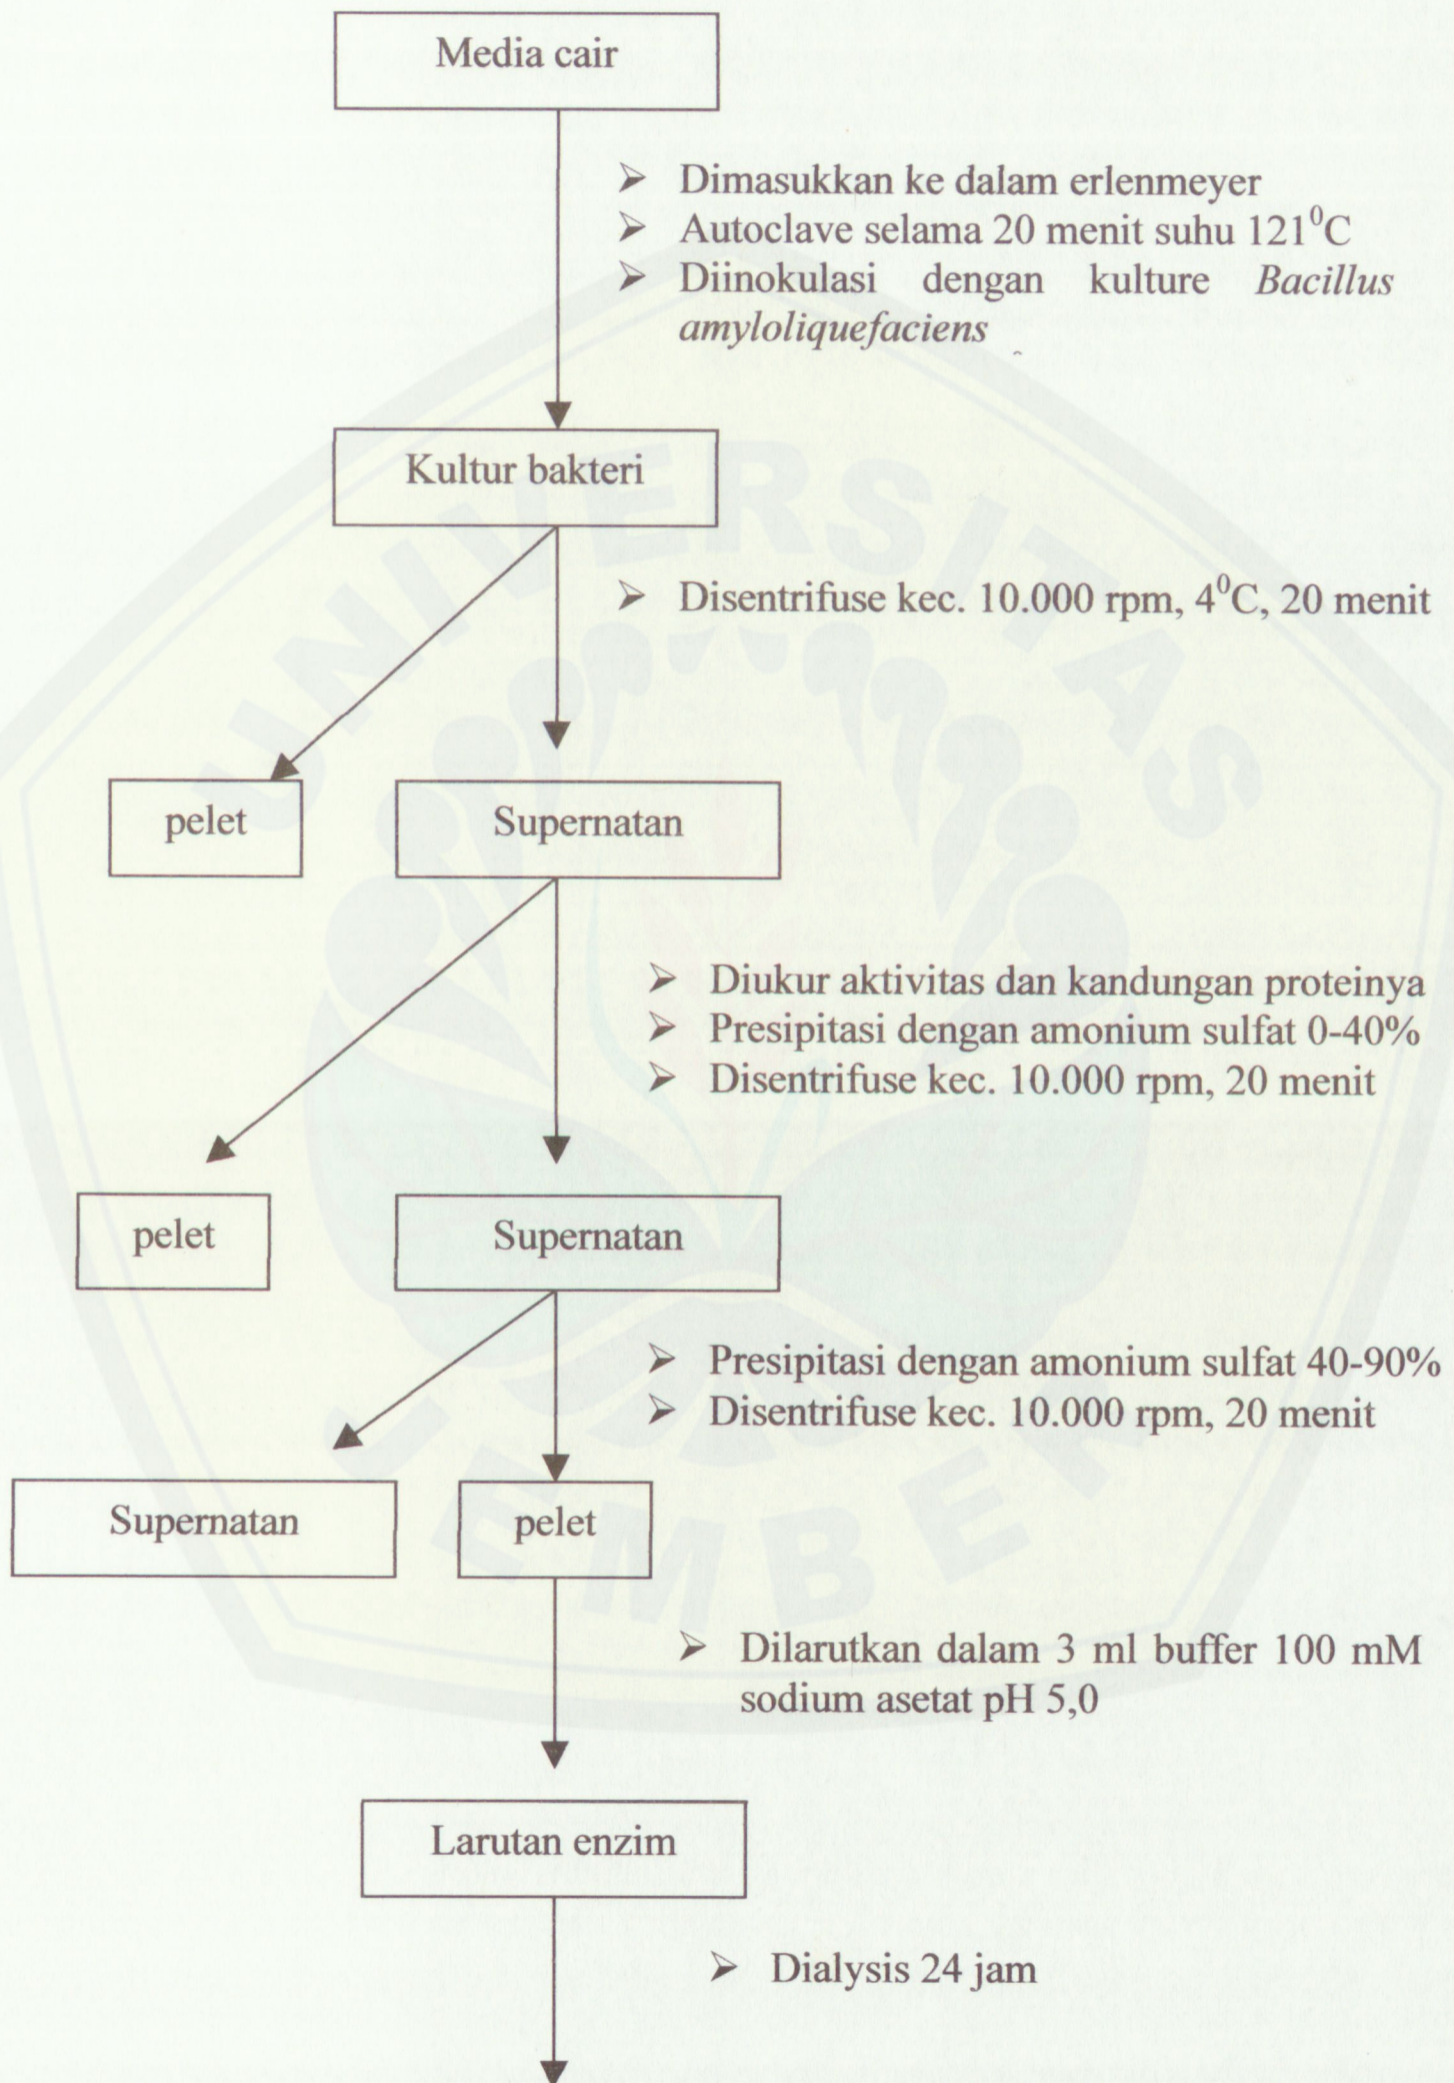 Media cair
➢ Dimasukkan ke dalam erlenmeyer
➢ Autoclave selama 20 menit suhu 121⁰C
➢ Diinokulasi dengan kulture Bacillus
amyloliquefaciens
Kultur bakteri
➢ Disentrifuse kec. 10.000 rpm, 4⁰C, 20 menit
pelet
Supernatan
➢ Diukur aktivitas dan kandungan proteinya
➢ Presipitasi dengan amonium sulfat 0-40%
➢ Disentrifuse kec. 10.000 rpm, 20 menit
pelet
Supernatan
➢ Presipitasi dengan amonium sulfat 40-90%
➢ Disentrifuse kec. 10.000 rpm, 20 menit
Supernatan
pelet
➢ Dilarutkan dalam 3 ml buffer 100 mM
sodium asetat pH 5,0
Larutan enzim
➢ Dialysis 24 jam
UNIVERSITAS
JEMBER